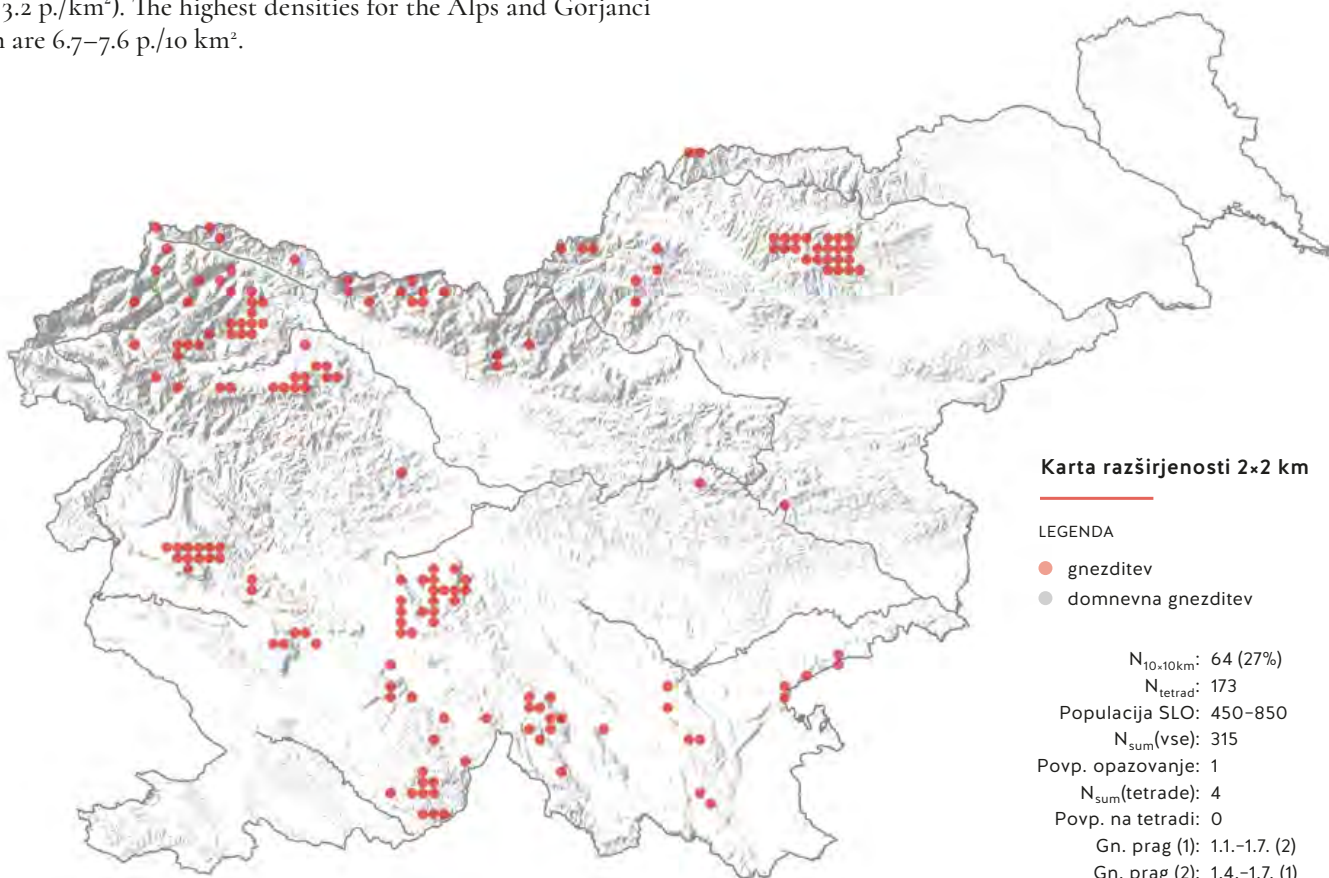 3.2 p./km²). The highest densities for the Alps and Gorjanci
are 6.7–7.6 p./10 km².
Karta razširjenosti 2×2 km
LEGENDA
gnezditev
domnevna gnezditev
N10×10km: 64 (27%)
Ntetrad: 173
Populacija SLO: 450–850
Nsum(vse): 315
Povp. opazovanje: 1
Nsum(tetrade): 4
Povp. na tetradi: 0
Gn. prag (1): 1.1.–1.7. (2)
Gn. prag (2): 1.4.–1.7. (1)